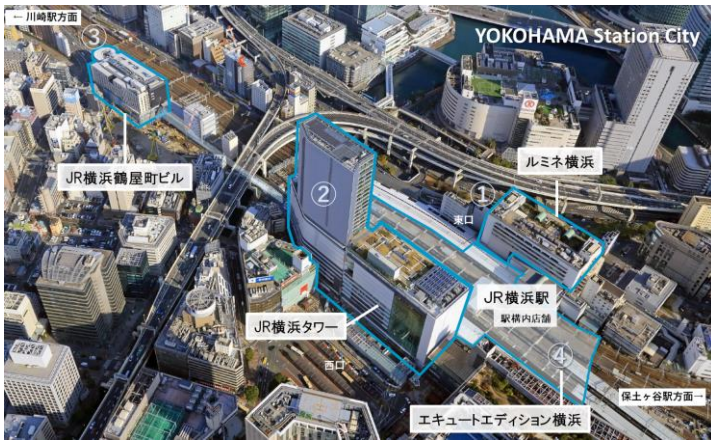 ← 川崎駅方面
YOKOHAMA Station City
③
JR横浜鶴屋町ビル
②
①
ルミネ横浜
東口
JR横浜駅
駅構内店舗
JR横浜タワー
西口
④
保土ヶ谷駅方面→
エキュートエディション横浜